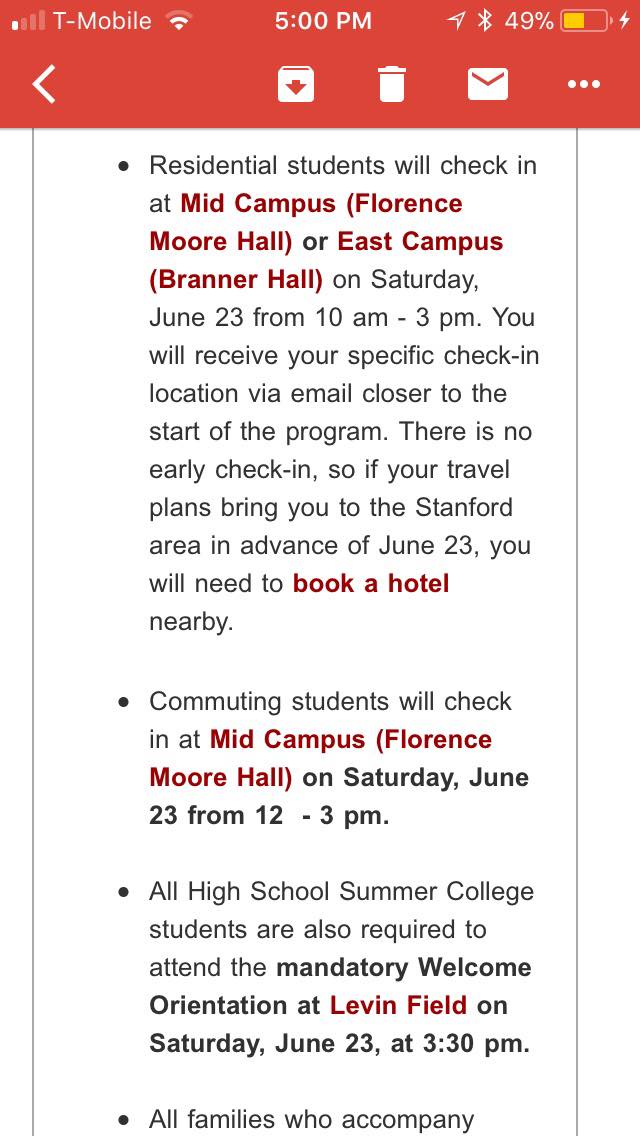 T-Mobile 5:00 PM 49%
• Residential students will check in
at Mid Campus (Florence
Moore Hall) or East Campus
(Branner Hall) on Saturday,
June 23 from 10 am - 3 pm. You
will receive your specific check-in
location via email closer to the
start of the program. There is no
early check-in, so if your travel
plans bring you to the Stanford
area in advance of June 23, you
will need to book a hotel
nearby.
• Commuting students will check
in at Mid Campus (Florence
Moore Hall) on Saturday, June
23 from 12  - 3 pm.
• All High School Summer College
students are also required to
attend the mandatory Welcome
Orientation at Levin Field on
Saturday, June 23, at 3:30 pm.
• All families who accompany